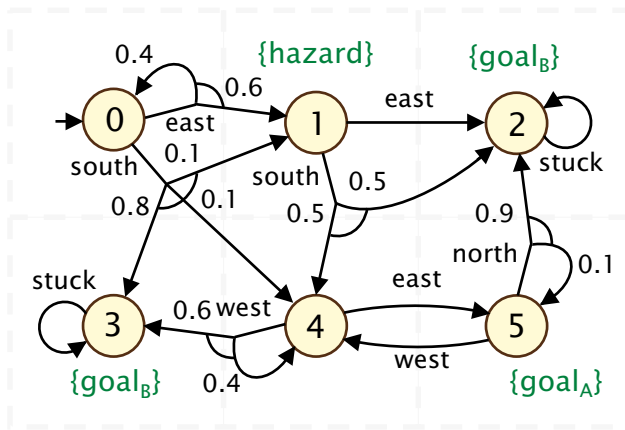 0.4
{hazard}
{goal_B}
0.6
east
0
east
1
2
south
0.1
south
0.5
stuck
0.8
0.1
0.5
0.9
stuck
north
0.1
east
0.6
west
3
4
5
west
0.4
{goal_B}
{goal_A}